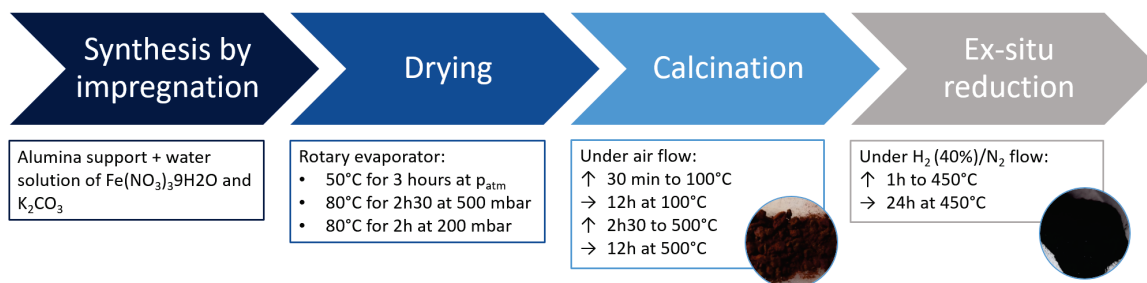 Synthesis by
impregnation
Drying
Calcination
Ex-situ
reduction
Alumina support + water
solution of Fe(NO₃)₃9H2O and
K₂CO₃
Rotary evaporator:
• 50°C for 3 hours at pₐₜₘ
• 80°C for 2h30 at 500 mbar
• 80°C for 2h at 200 mbar
Under air flow:
↑ 30 min to 100°C
→ 12h at 100°C
↑ 2h30 to 500°C
→ 12h at 500°C
Under H₂ (40%)/N₂ flow:
↑ 1h to 450°C
→ 24h at 450°C